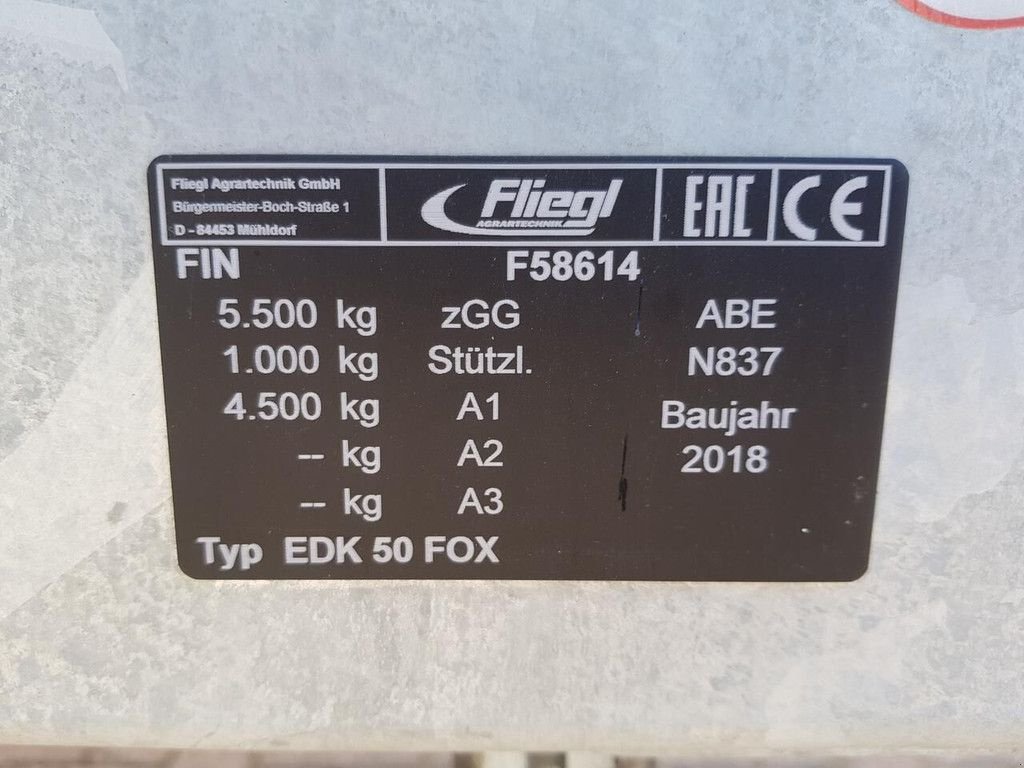 Fliegl Agrartechnik GmbH
Bürgermeister-Boch-Straße 1
D - 84453 Mühldorf
Fliegl
AGRARTECHNIK
EAC
CE
FIN F58614
5.500 kg zGG ABE
1.000 kg Stützl. N837
4.500 kg A1 Baujahr
-- kg A2 2018
-- kg A3
Typ EDK 50 FOX